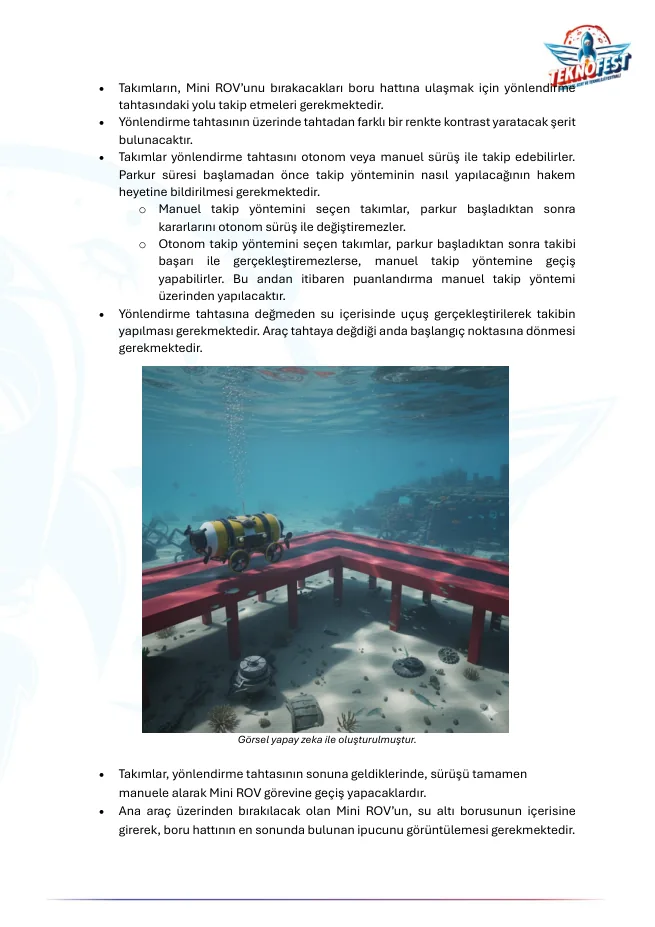 TEKNOFEST
• Takımların, Mini ROV’unu bırakacakları boru hattına ulaşmak için yönlendirme
tahtasındaki yolu takip etmeleri gerekmektedir.
• Yönlendirme tahtasının üzerinde tahtadan farklı bir renkte kontrast yaratacak şerit
bulunacaktır.
• Takımlar yönlendirme tahtasını otonom veya manuel sürüş ile takip edebilirler.
Parkur süresi başlamadan önce takip yönteminin nasıl yapılacağının hakem
heyetine bildirilmesi gerekmektedir.
o Manuel takip yöntemini seçen takımlar, parkur başladıktan sonra
kararlarını otonom sürüş ile değiştiremezler.
o Otonom takip yöntemini seçen takımlar, parkur başladıktan sonra takibi
başarı ile gerçekleştiremezlerse, manuel takip yöntemine geçiş
yapabilirler. Bu andan itibaren puanlandırma manuel takip yöntemi
üzerinden yapılacaktır.
• Yönlendirme tahtasına değmeden su içerisinde uçuş gerçekleştirilerek takibin
yapılması gerekmektedir. Araç tahtaya değdiği anda başlangıç noktasına dönmesi
gerekmektedir.
Görsel yapay zeka ile oluşturulmuştur.
• Takımlar, yönlendirme tahtasının sonuna geldiklerinde, sürüşü tamamen
manuele alarak Mini ROV görevine geçiş yapacaklardır.
• Ana araç üzerinden bırakılacak olan Mini ROV’un, su altı borusunun içerisine
girerek, boru hattının en sonunda bulunan ipucunu görüntülemesi gerekmektedir.